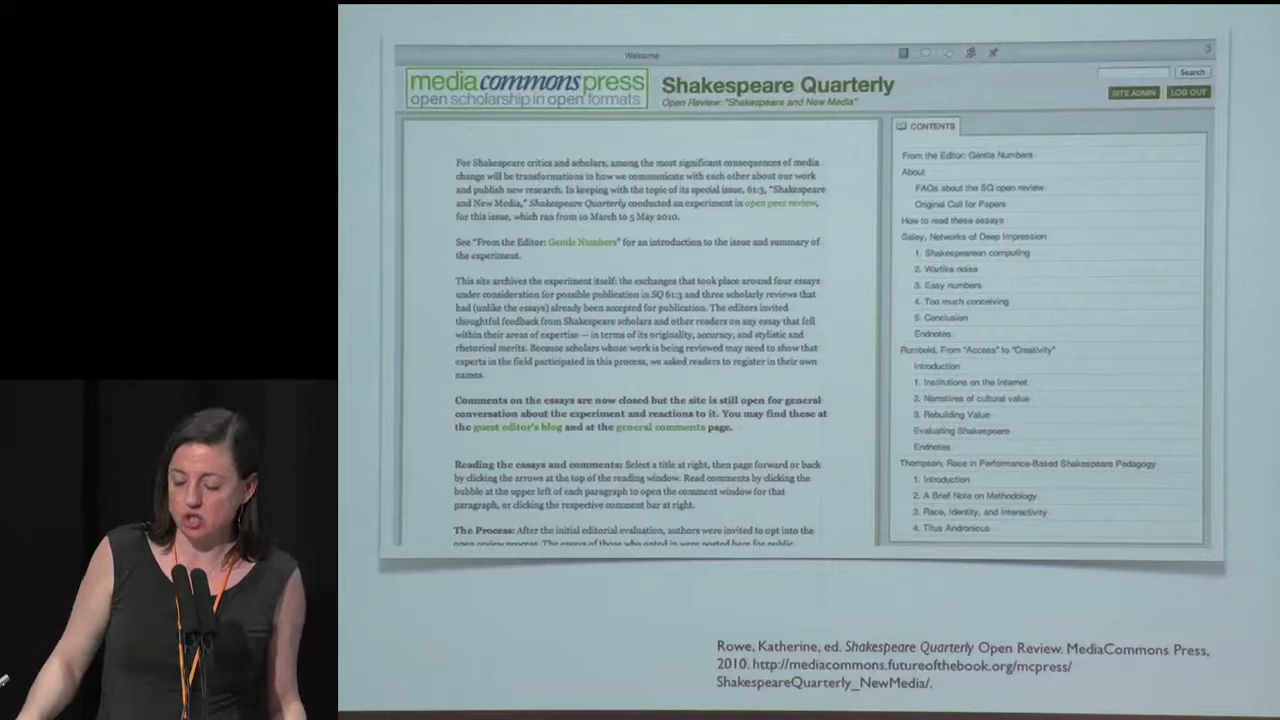 Welcome
mediacommonspress
open scholarship in open formats
Shakespeare Quarterly
Open Review: "Shakespeare and New Media"
Search
SITE ADMIN
LOG OUT
For Shakespeare critics and scholars, among the most significant consequences of media
change will be transformations in how we communicate with each other about our work
and publish new research. In keeping with the topic of its special issue, 61:3, "Shakespeare
and New Media," Shakespeare Quarterly conducted an experiment in open peer review,
for this issue, which ran from 10 March to 5 May 2010.
See "From the Editor: Gentle Numbers" for an introduction to the issue and summary of
the experiment.
This site archives the experiment itself: the exchanges that took place around four essays
under consideration for possible publication in SQ 61:3 and three scholarly reviews that
had (unlike the essays) already been accepted for publication. The editors invited
thoughtful feedback from Shakespeare scholars and other readers on any essay that fell
within their areas of expertise — in terms of its originality, accuracy, and stylistic and
rhetorical merits. Because scholars whose work is being reviewed may need to show that
experts in the field participated in this process, we asked readers to register in their own
names.
Comments on the essays are now closed but the site is still open for general
conversation about the experiment and reactions to it. You may find these at
the guest editor's blog and at the general comments page.
Reading the essays and comments: Select a title at right, then page forward or back
by clicking the arrows at the top of the reading window. Read comments by clicking the
bubble at the upper left of each paragraph to open the comment window for that
paragraph, or clicking the respective comment bar at right.
The Process: After the initial editorial evaluation, authors were invited to opt into the
open review process. The essays of those who opted in were posted here for public
CONTENTS
From the Editor: Gentle Numbers
About
FAQs about the SQ open review
Original Call for Papers
How to read these essays
Galey, Networks of Deep Impression
1. Shakespearean computing
2. Warlike noise
3. Easy numbers
4. Too much conceiving
5. Conclusion
Endnotes
Rumbold, From "Access" to "Creativity"
Introduction
1. Institutions on the Internet
2. Narratives of cultural value
3. Rebuilding Value
Evaluating Shakespeare
Endnotes
Thompson, Race in Performance-Based Shakespeare Pedagogy
1. Introduction
2. A Brief Note on Methodology
3. Race, Identity, and Interactivity
4. Titus Andronicus
Rowe, Katherine, ed. Shakespeare Quarterly Open Review. MediaCommons Press,
2010. http://mediacommons.futureofthebook.org/mcpress/
ShakespeareQuarterly_NewMedia/.